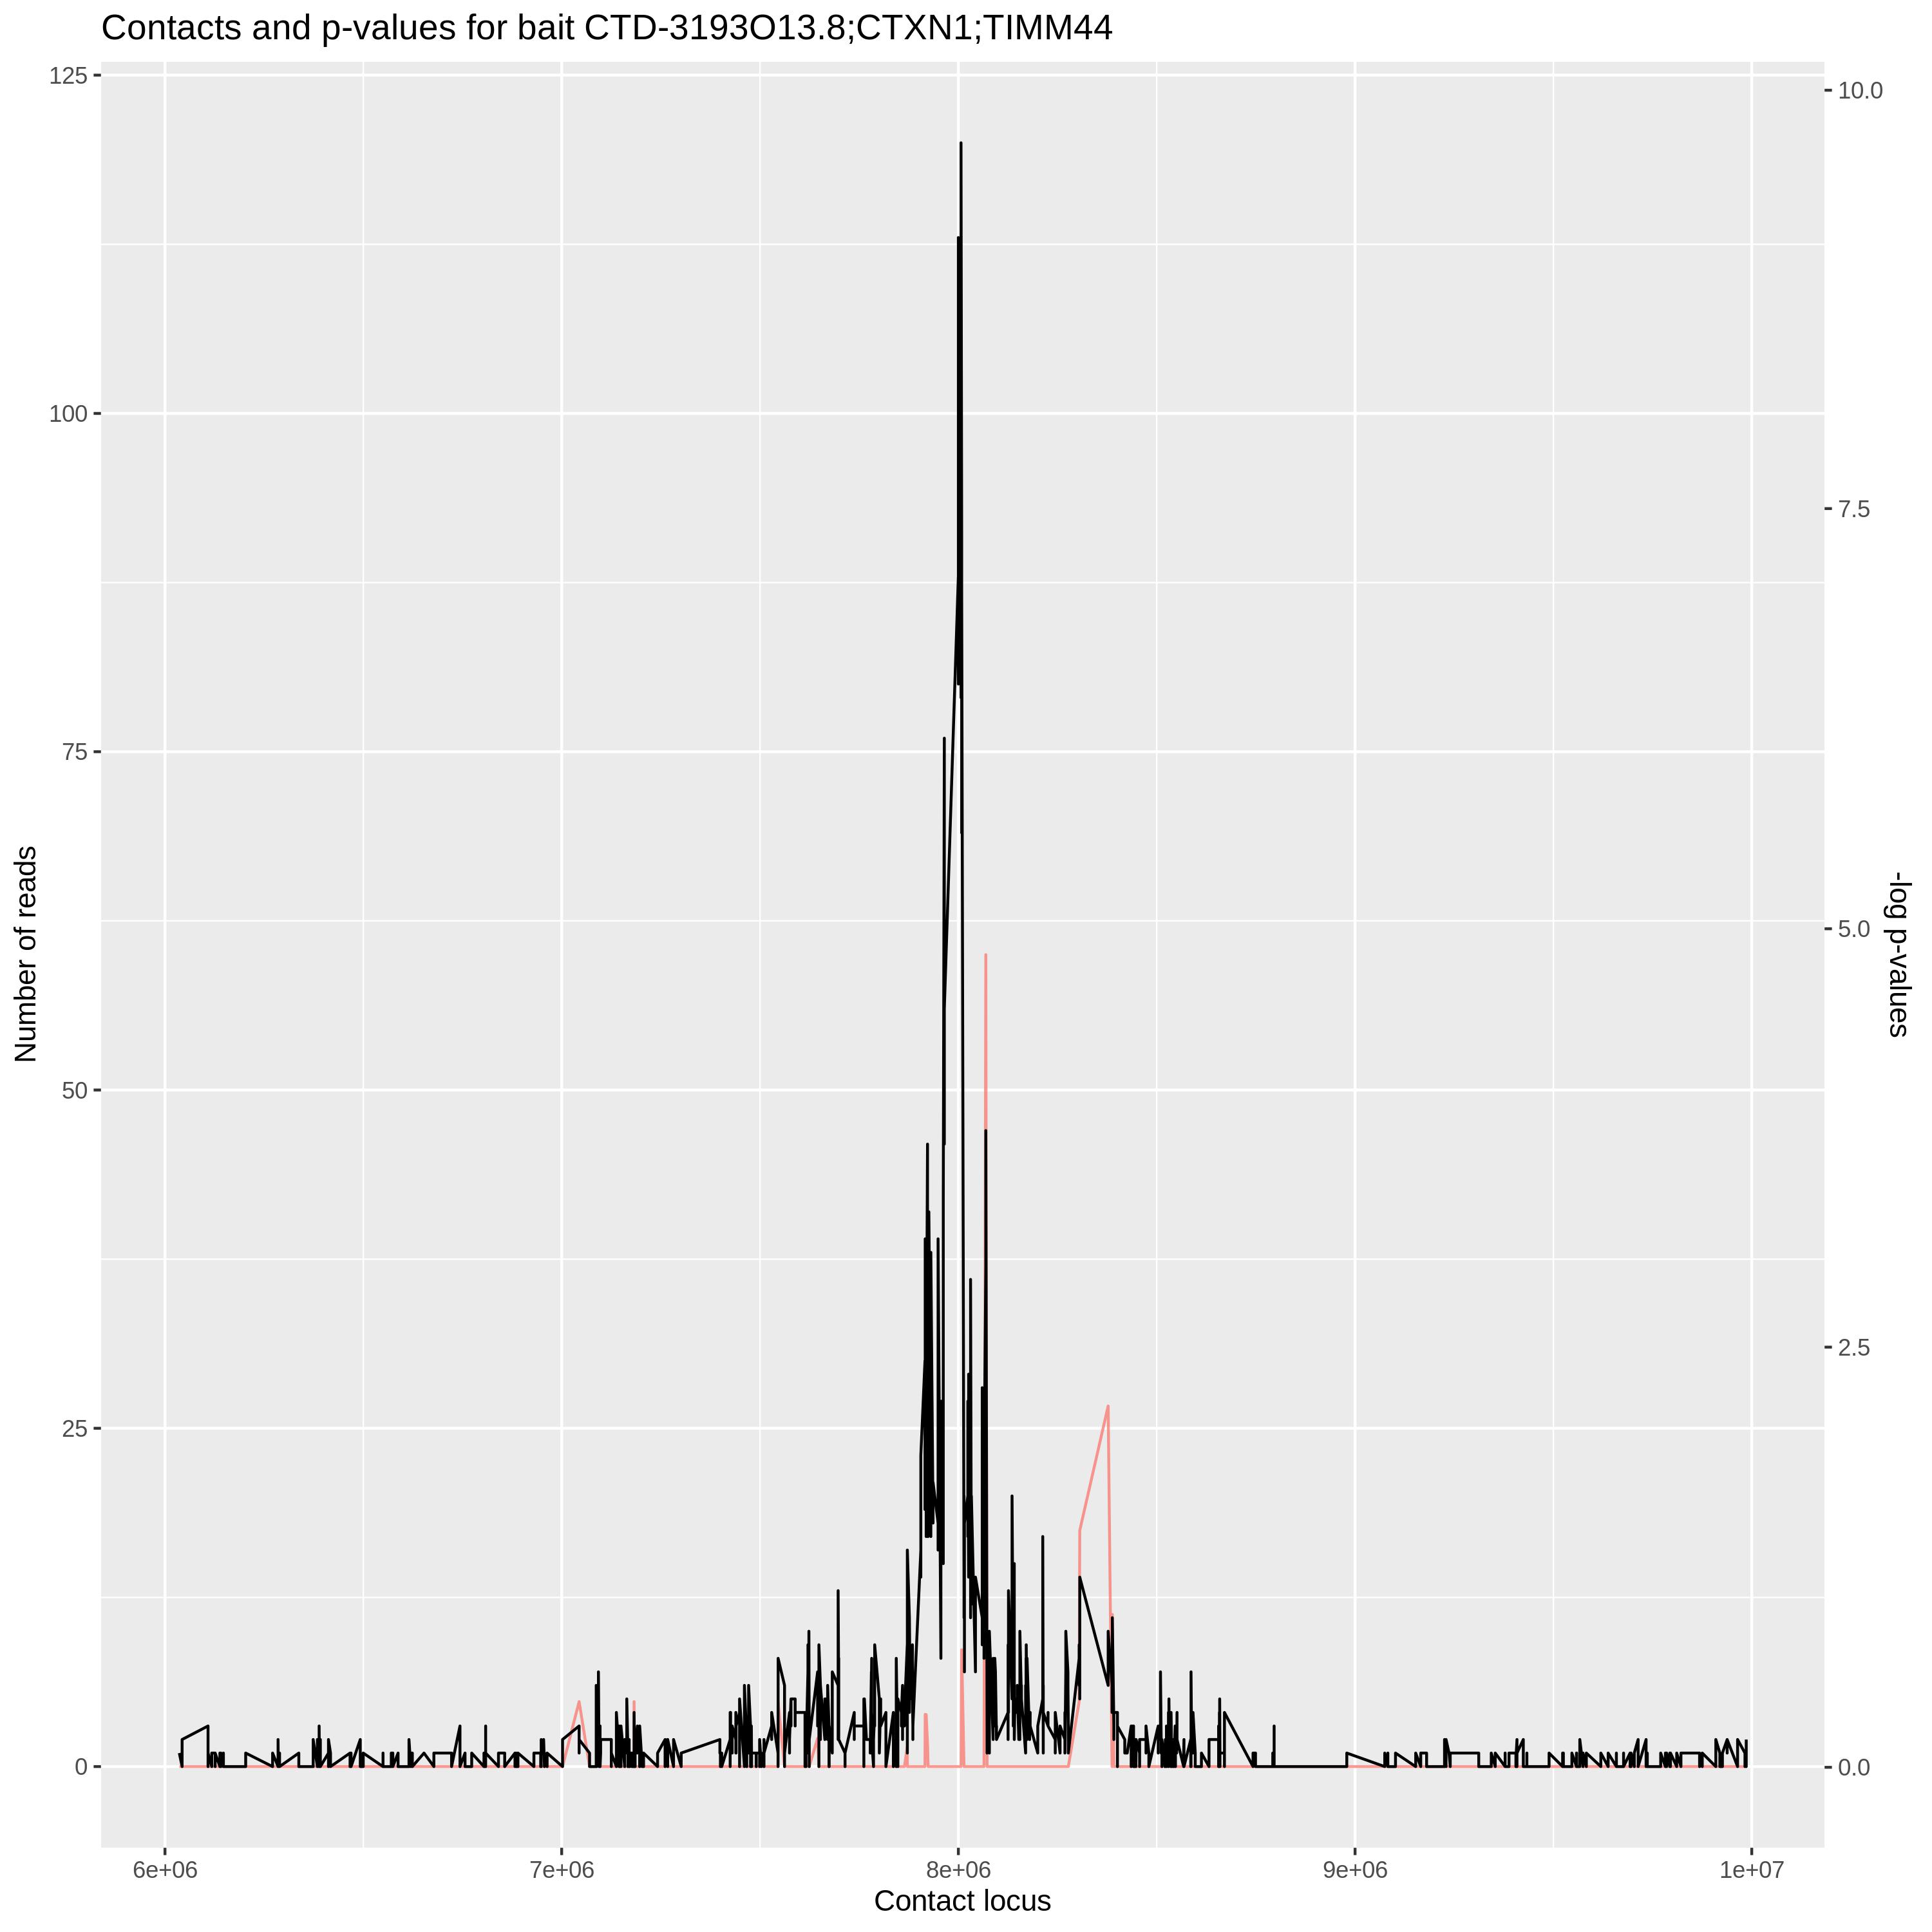 Contacts and p-values for bait CTD-3193O13.8;CTXN1;TIMM44
125
100
75
50
25
0
Number of reads
10.0
7.5
5.0
2.5
0.0
-log p-values
6e+06
7e+06
8e+06
9e+06
1e+07
Contact locus